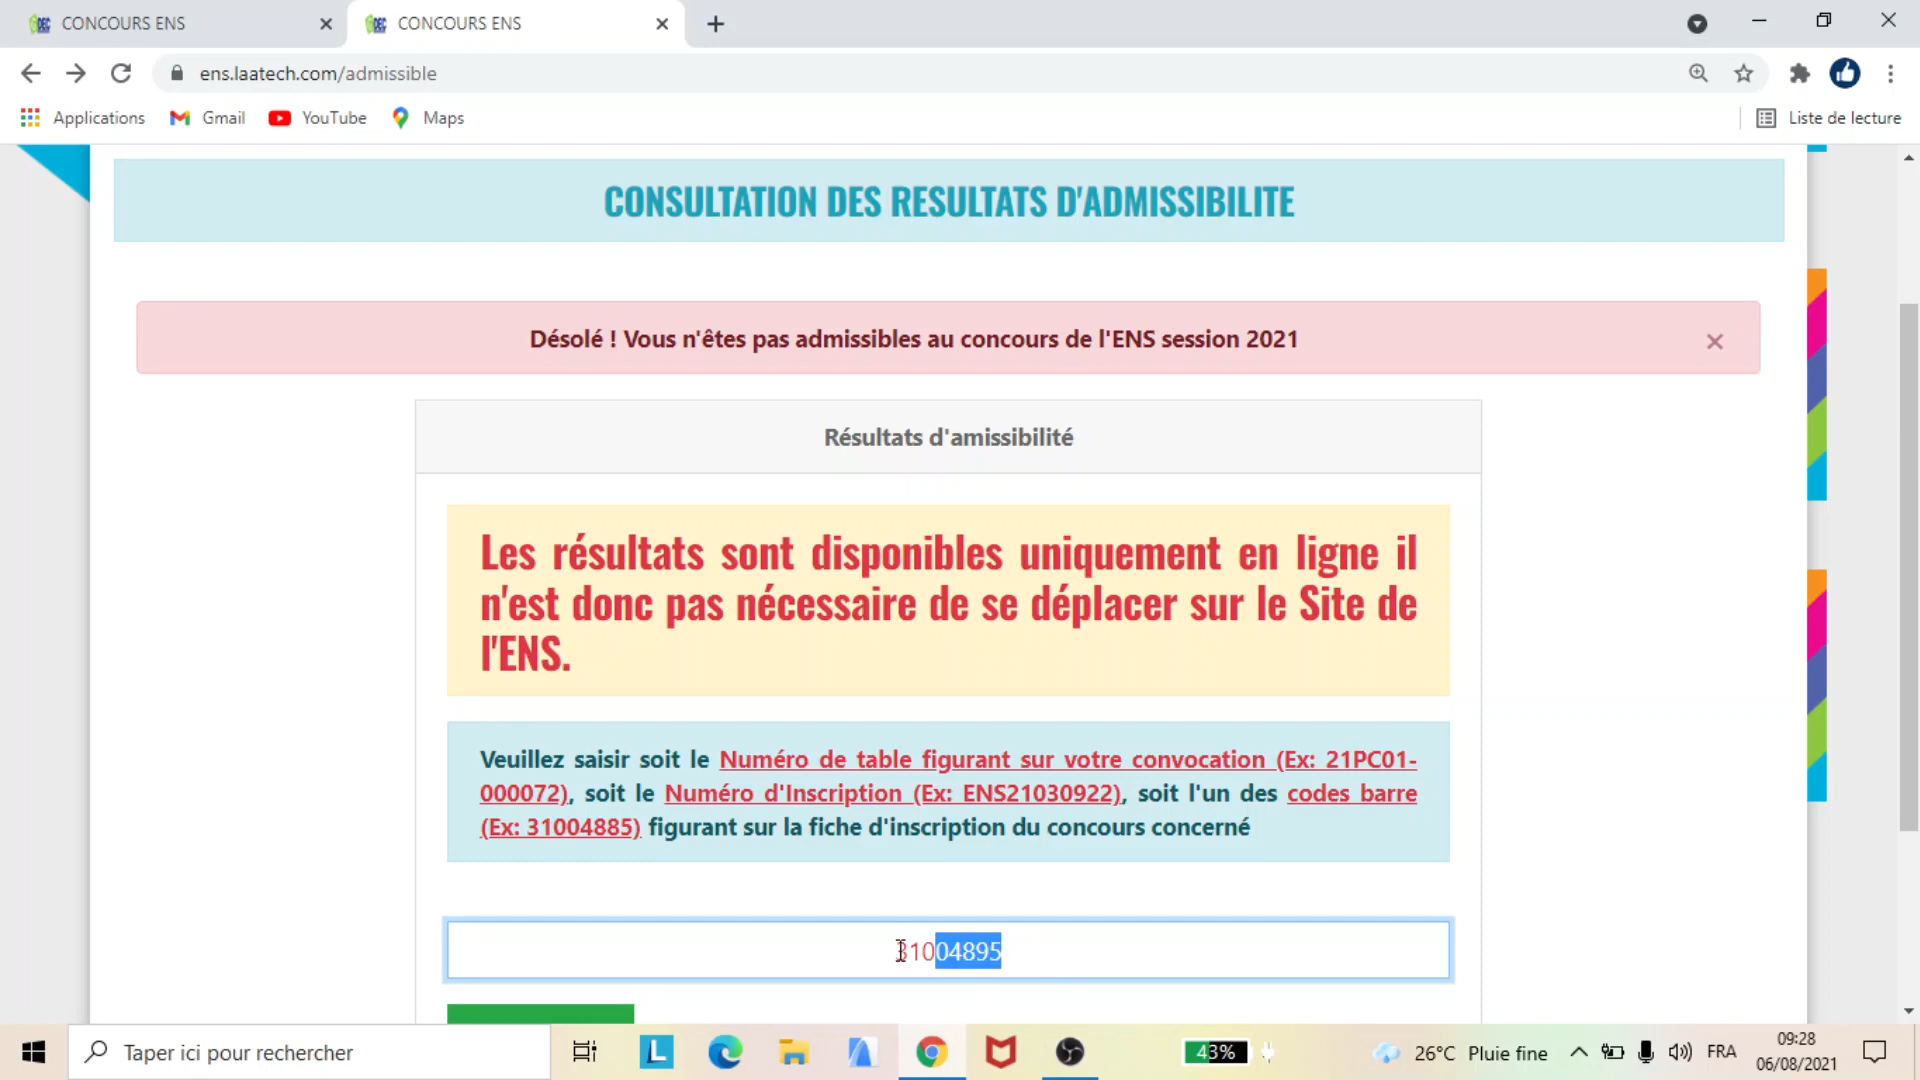 CONCOURS ENS
CONCOURS ENS
ens.laatech.com/admissible
Applications
Gmail
YouTube
Maps
Liste de lecture
CONSULTATION DES RESULTATS D'ADMISSIBILITE
Désolé ! Vous n'êtes pas admissibles au concours de l'ENS session 2021
Résultats d'amissibilité
Les résultats sont disponibles uniquement en ligne il
n'est donc pas nécessaire de se déplacer sur le Site de
l'ENS.
Veuillez saisir soit le Numéro de table figurant sur votre convocation (Ex: 21PC01-
000072), soit le Numéro d'Inscription (Ex: ENS21030922), soit l'un des codes barre
(Ex: 31004885) figurant sur la fiche d'inscription du concours concerné
31004895
Taper ici pour rechercher
L
43%
26°C Pluie fine
FRA
09:28
06/08/2021